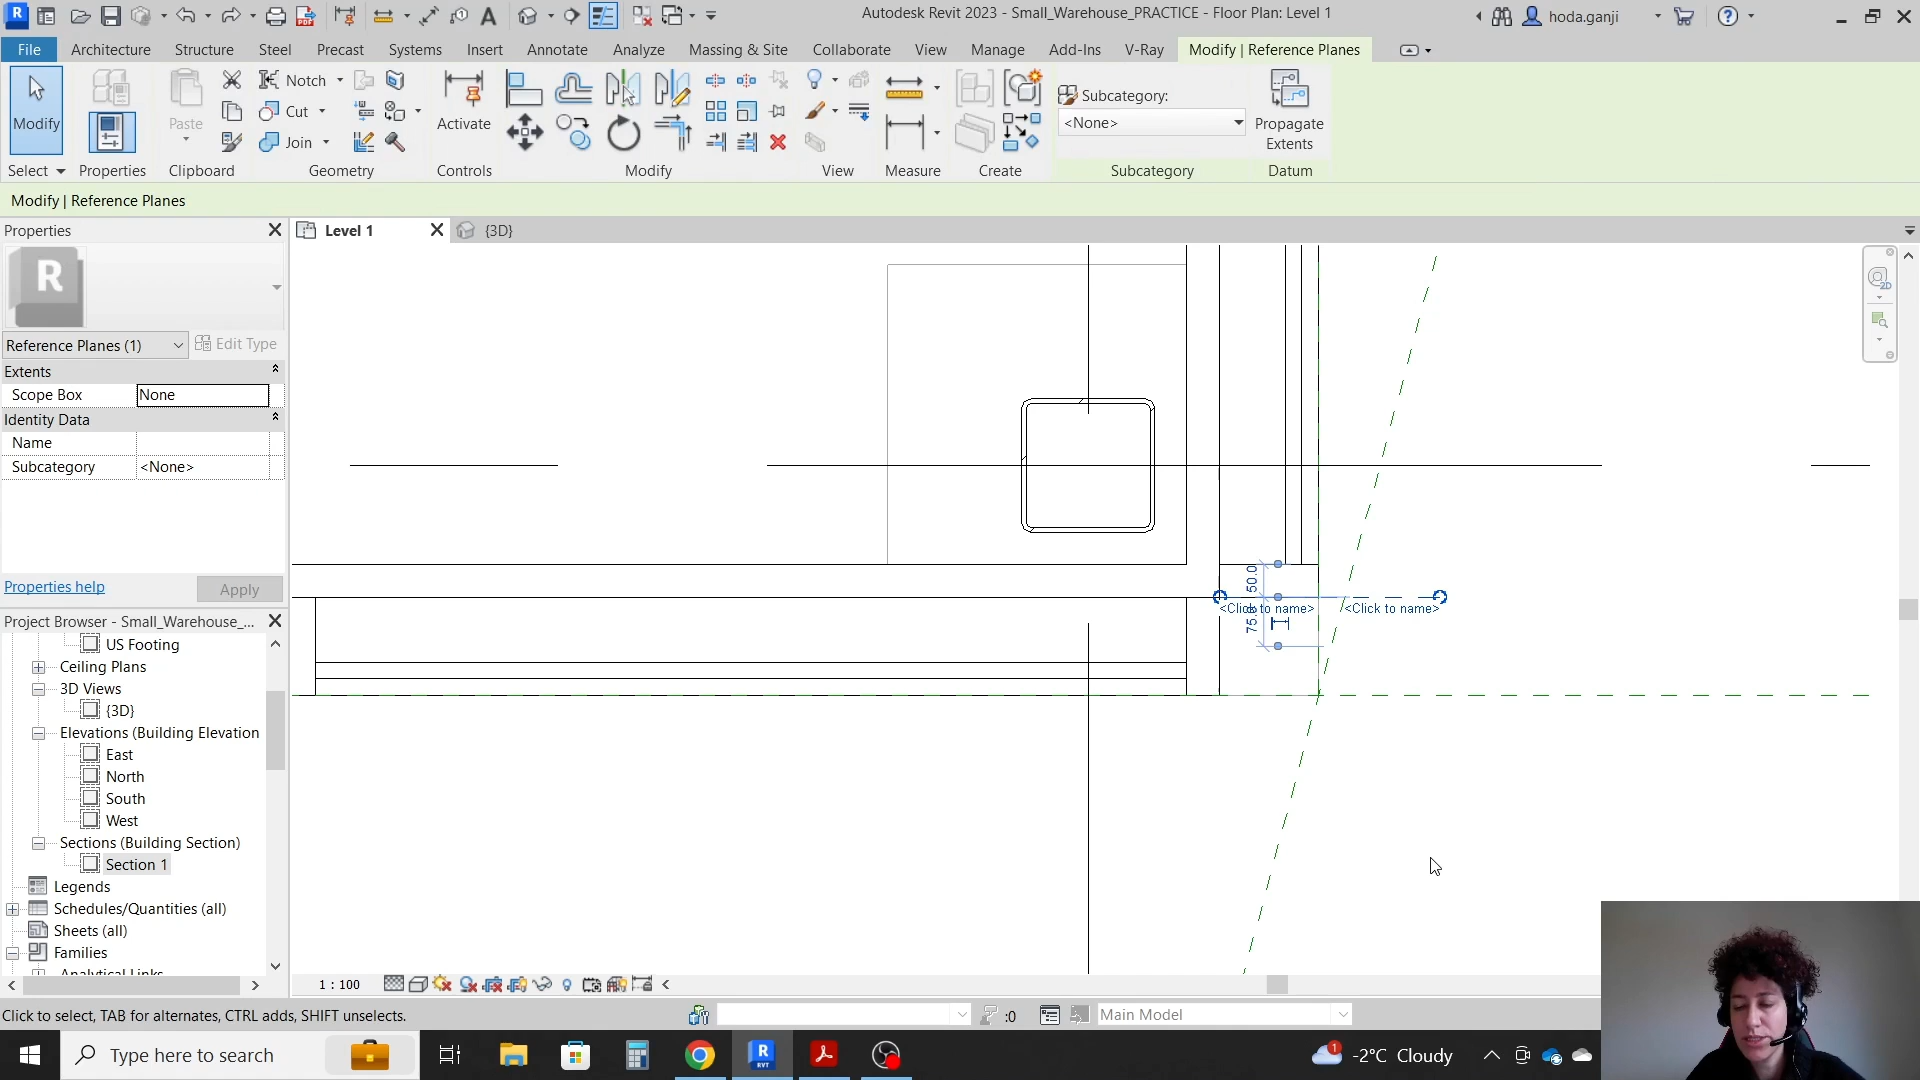 Autodesk Revit 2023 - Small_Warehouse_PRACTICE - Floor Plan: Level 1
hoda.ganji
File Architecture Structure Steel Precast Systems Insert Annotate Analyze Massing & Site Collaborate View Manage Add-Ins V-Ray Modify | Reference Planes
Modify
Paste
Notch
Cut
Join
Activate
Subcategory:
<None>
Propagate
Extents
Select Properties Clipboard Geometry Controls Modify View Measure Create Subcategory Datum
Modify | Reference Planes
Properties
Level 1
{3D}
R
Reference Planes (1)
Edit Type
Extents
Scope Box None
Identity Data
Name
Subcategory <None>
Properties help
Apply
Project Browser - Small_Warehouse_...
US Footing
Ceiling Plans
3D Views
{3D}
Elevations (Building Elevation
East
North
South
West
Sections (Building Section)
Section 1
Legends
Schedules/Quantities (all)
Sheets (all)
Families
Analytical Links
50.0
<Click to name> <Click to name>
2D
1 : 100
Click to select, TAB for alternates, CTRL adds, SHIFT unselects.
:0
Main Model
Type here to search
R
RVT
1
-2°C Cloudy